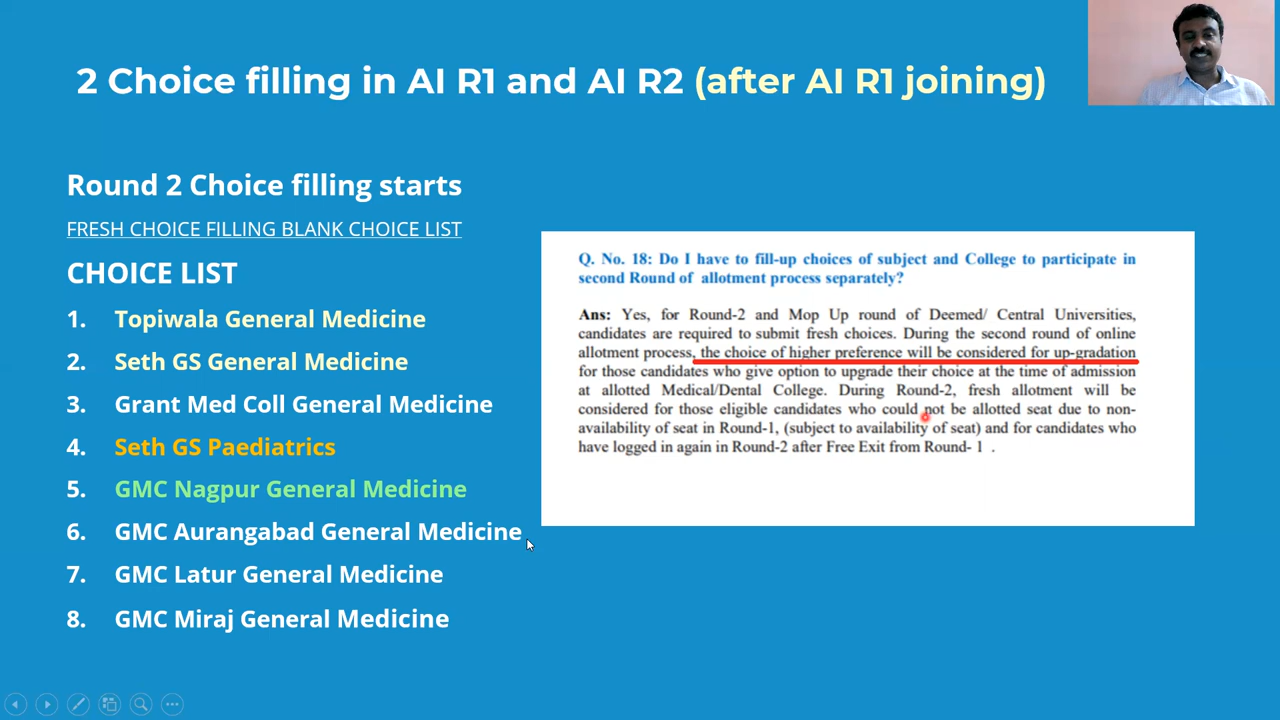 2 Choice filling in AI R1 and AI R2 (after AI R1 joining)
Round 2 Choice filling starts
FRESH CHOICE FILLING BLANK CHOICE LIST
CHOICE LIST
1. Topiwala General Medicine
2. Seth GS General Medicine
3. Grant Med Coll General Medicine
4. Seth GS Paediatrics
5. GMC Nagpur General Medicine
6. GMC Aurangabad General Medicine
7. GMC Latur General Medicine
8. GMC Miraj General Medicine
Q. No. 18: Do I have to fill-up choices of subject and College to participate in
second Round of allotment process separately?
Ans: Yes, for Round-2 and Mop Up round of Deemed/ Central Universities,
candidates are required to submit fresh choices. During the second round of online
allotment process, the choice of higher preference will be considered for up-gradation
for those candidates who give option to upgrade their choice at the time of admission
at allotted Medical/Dental College. During Round-2, fresh allotment will be
considered for those eligible candidates who could not be allotted seat due to non-
availability of seat in Round-1, (subject to availability of seat) and for candidates who
have logged in again in Round-2 after Free Exit from Round- 1 .